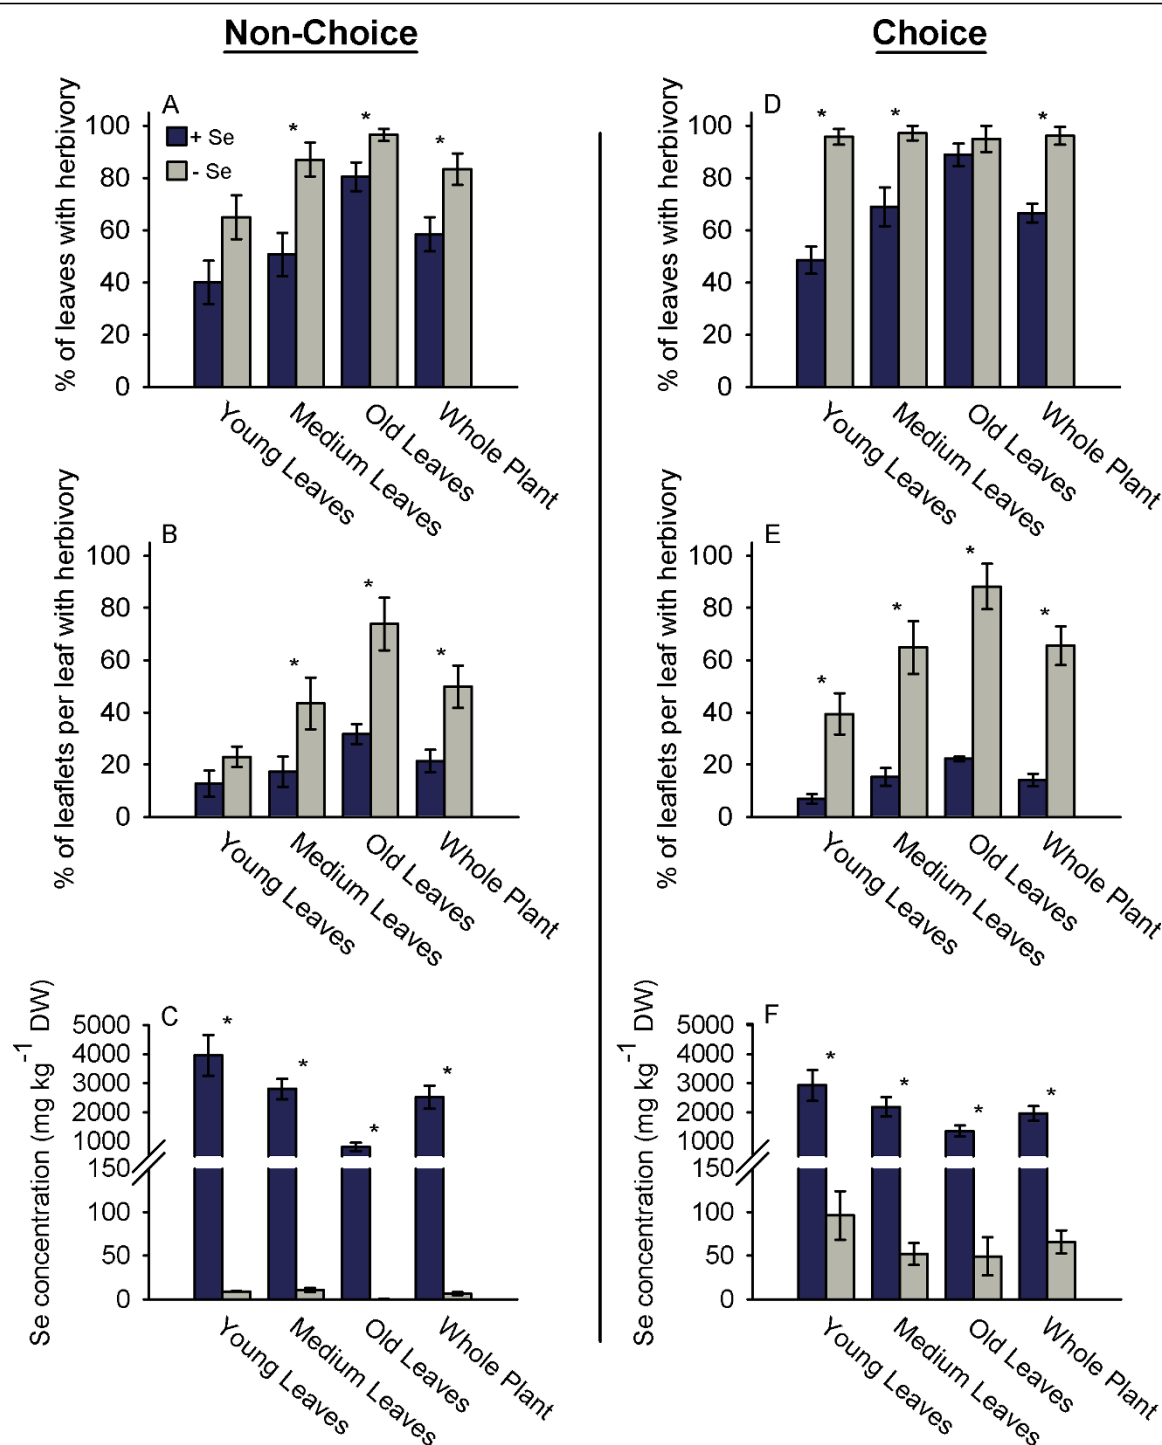 Non-Choice
Choice
A
+ Se
- Se
% of leaves with herbivory
100
80
60
40
20
0
* * *
Young Leaves
Medium Leaves
Old Leaves
Whole Plant
D
% of leaves with herbivory
100
80
60
40
20
0
* * *
Young Leaves
Medium Leaves
Old Leaves
Whole Plant
B
% of leaflets per leaf with herbivory
100
80
60
40
20
0
* * *
Young Leaves
Medium Leaves
Old Leaves
Whole Plant
E
% of leaflets per leaf with herbivory
100
80
60
40
20
0
* * * *
Young Leaves
Medium Leaves
Old Leaves
Whole Plant
C
Se concentration (mg kg⁻¹ DW)
5000
4000
3000
2000
1000
150
100
50
0
* * * *
Young Leaves
Medium Leaves
Old Leaves
Whole Plant
F
Se concentration (mg kg⁻¹ DW)
5000
4000
3000
2000
1000
150
100
50
0
* * * *
Young Leaves
Medium Leaves
Old Leaves
Whole Plant